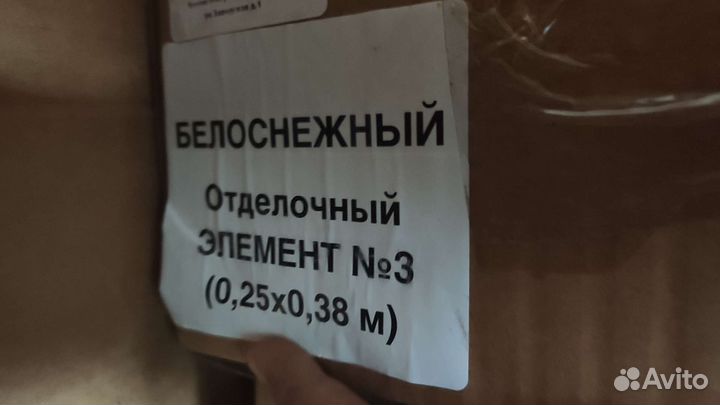 БЕЛОСНЕЖНЫЙ
Отделочный
ЭЛЕМЕНТ №3
(0,25х0,38 м)
Avito